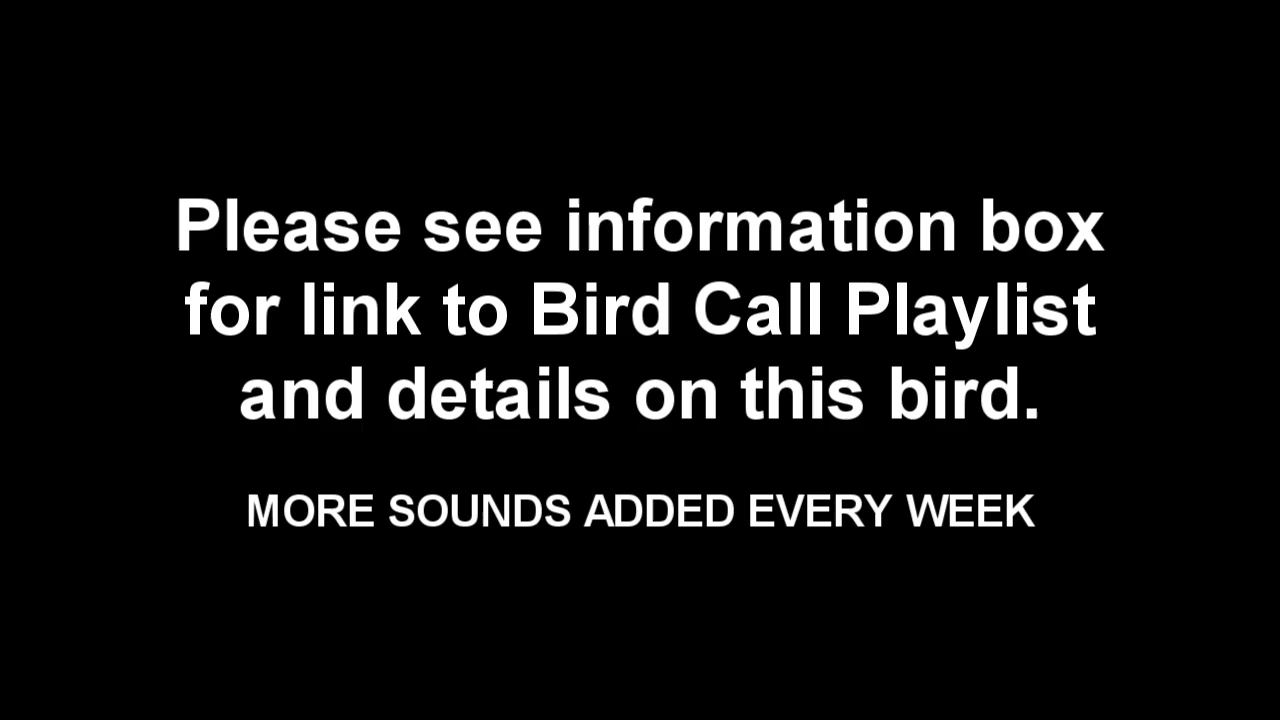 Please see information box
for link to Bird Call Playlist
and details on this bird.
MORE SOUNDS ADDED EVERY WEEK